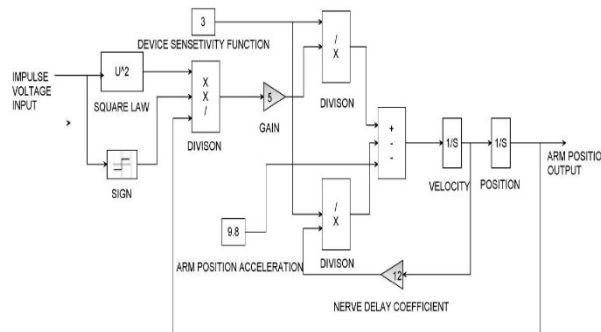 3
DEVICE SENSETIVITY FUNCTION
/
X
DIVISON
IMPULSE
VOLTAGE
INPUT
U^2
SQUARE LAW
X
X
/
DIVISON
5
GAIN
SIGN
+
-
-
1/S
VELOCITY
1/S
POSITION
ARM POSITION
OUTPUT
9.8
ARM POSITION ACCELERATION
/
X
DIVISON
12
NERVE DELAY COEFFICIENT